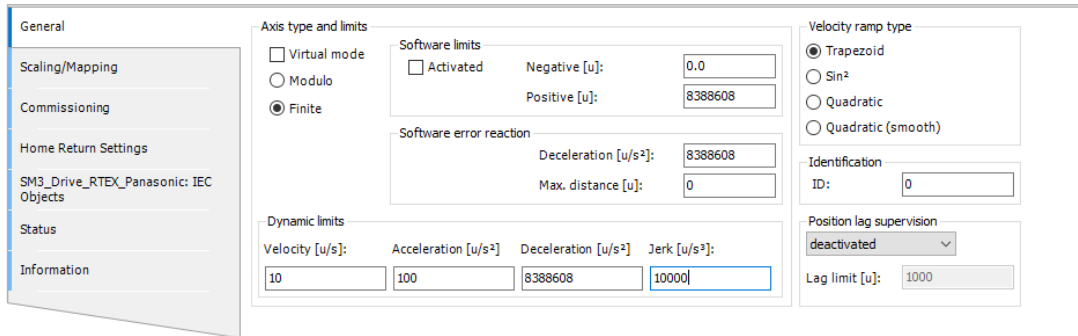 General
Scaling/Mapping
Commissioning
Home Return Settings
SM3_Drive_RTEX_Panasonic: IEC
Objects
Status
Information
Axis type and limits
Virtual mode
Modulo
Finite
Software limits
Activated
Negative [u]: 0.0
Positive [u]: 8388608
Software error reaction
Deceleration [u/s²]: 8388608
Max. distance [u]: 0
Dynamic limits
Velocity [u/s]: Acceleration [u/s²] Deceleration [u/s²] Jerk [u/s³]:
10 100 8388608 10000
Velocity ramp type
Trapezoid
Sin²
Quadratic
Quadratic (smooth)
Identification
ID: 0
Position lag supervision
deactivated
Lag limit [u]: 1000